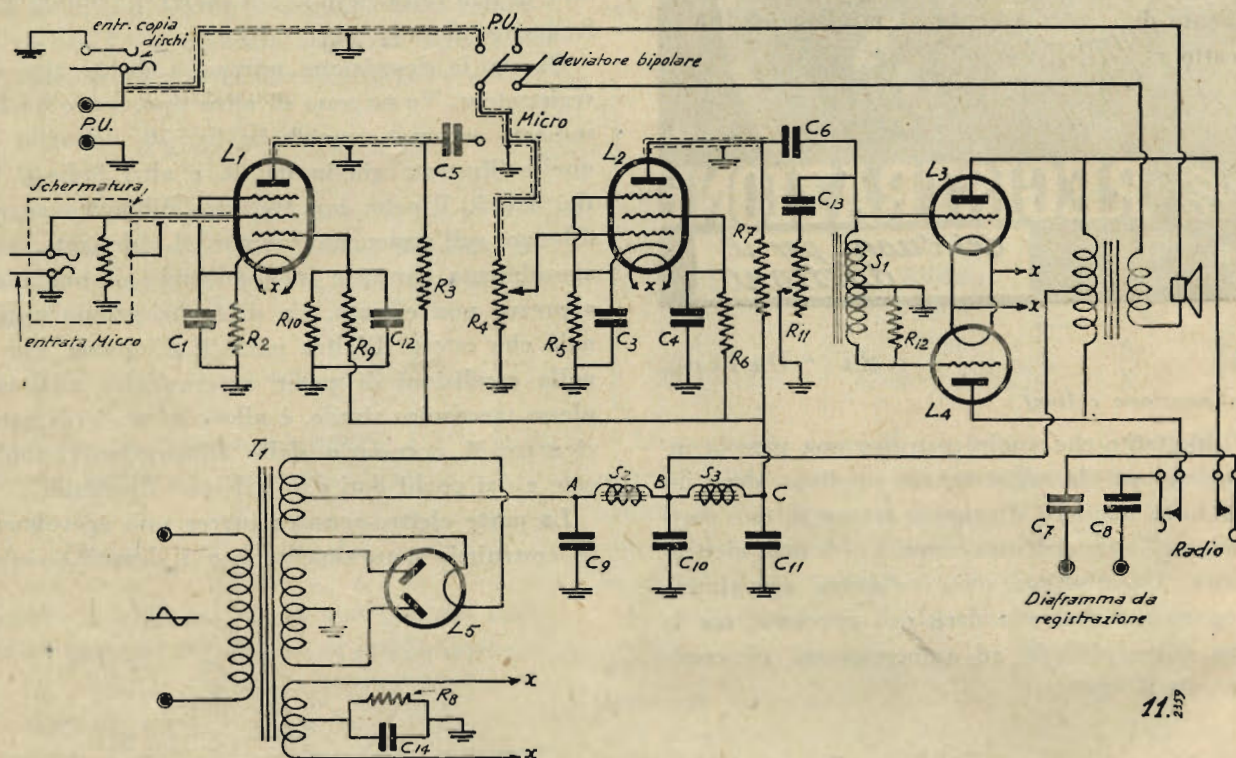 entr. copia
dischi
P.U.
deviatore bipolare
P.U.
Micro
L1
C5
L2
C6
L3
Schermatura
C13
R7
S1
x
R3
R4
x
x
x
C1
R2
R10
R9
C12
R5
C3
C4
R6
R11
R12
entrata Micro
L4
T1
A
S2
B
S3
C
C9
C10
C11
C7
C8
Radio
L5
Diaframma da
registrazione
x
R8
C14
x
11.